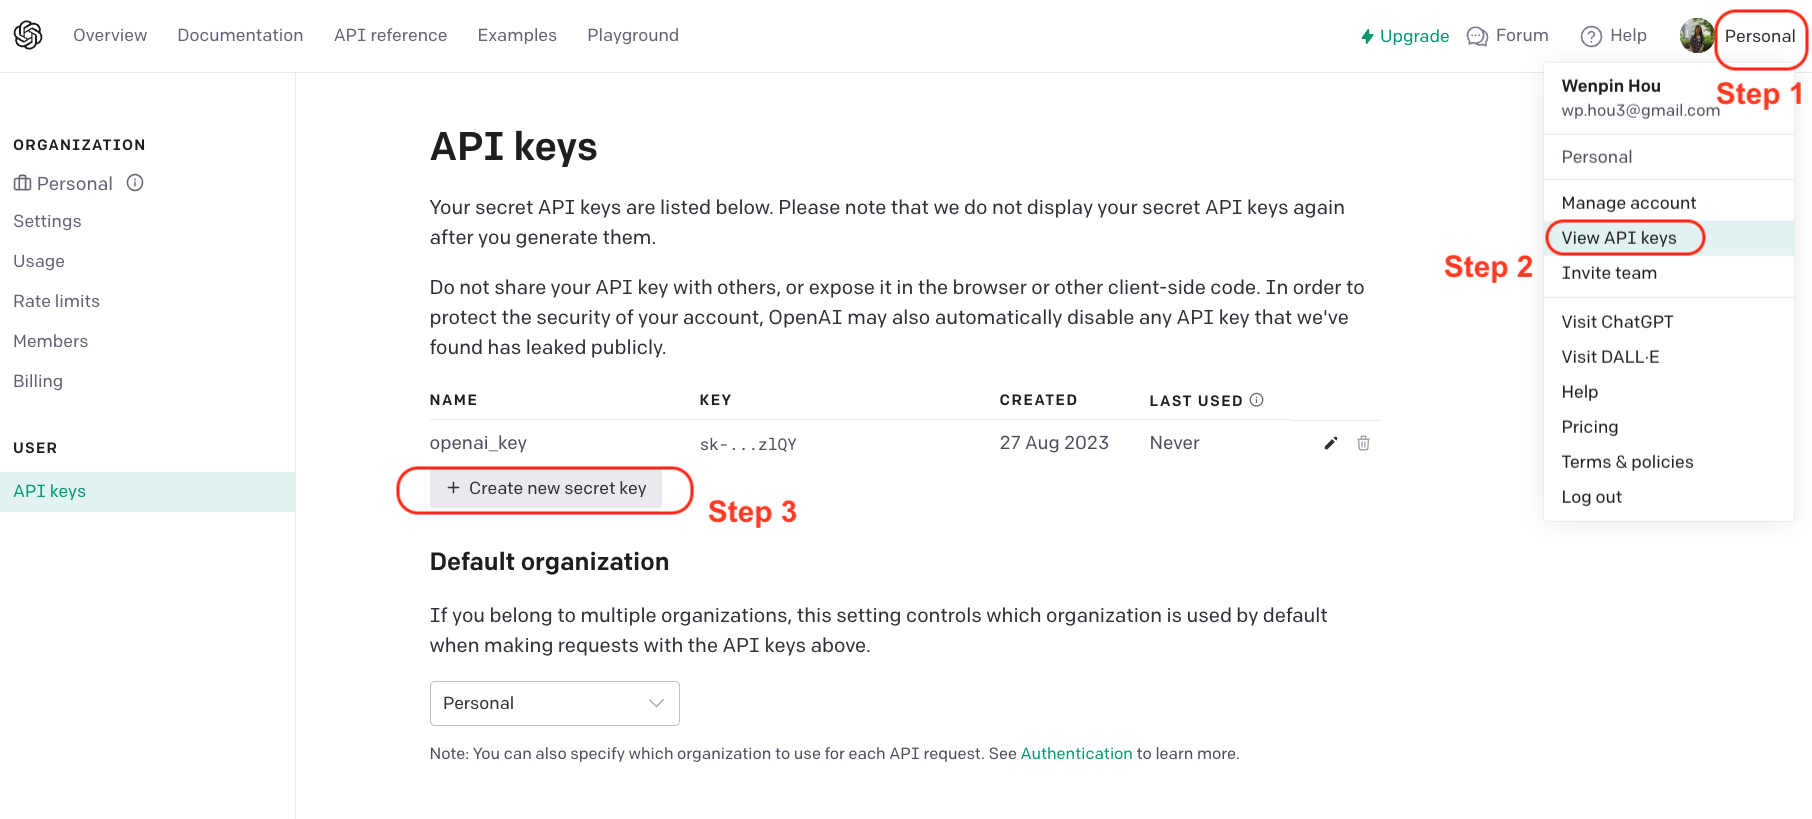 Overview Documentation API reference Examples Playground Upgrade Forum Help Personal
Step 1
Wenpin Hou
wp.hou3@gmail.com
Personal
Manage account
View API keys
Step 2
Invite team
Visit ChatGPT
Visit DALL·E
Help
Pricing
Terms & policies
Log out
ORGANIZATION
Personal
Settings
Usage
Rate limits
Members
Billing
USER
API keys
API keys
Your secret API keys are listed below. Please note that we do not display your secret API keys again
after you generate them.
Do not share your API key with others, or expose it in the browser or other client-side code. In order to
protect the security of your account, OpenAI may also automatically disable any API key that we've
found has leaked publicly.
NAME KEY CREATED LAST USED
openai_key sk-...zlQY 27 Aug 2023 Never
+ Create new secret key
Step 3
Default organization
If you belong to multiple organizations, this setting controls which organization is used by default
when making requests with the API keys above.
Personal
Note: You can also specify which organization to use for each API request. See Authentication to learn more.